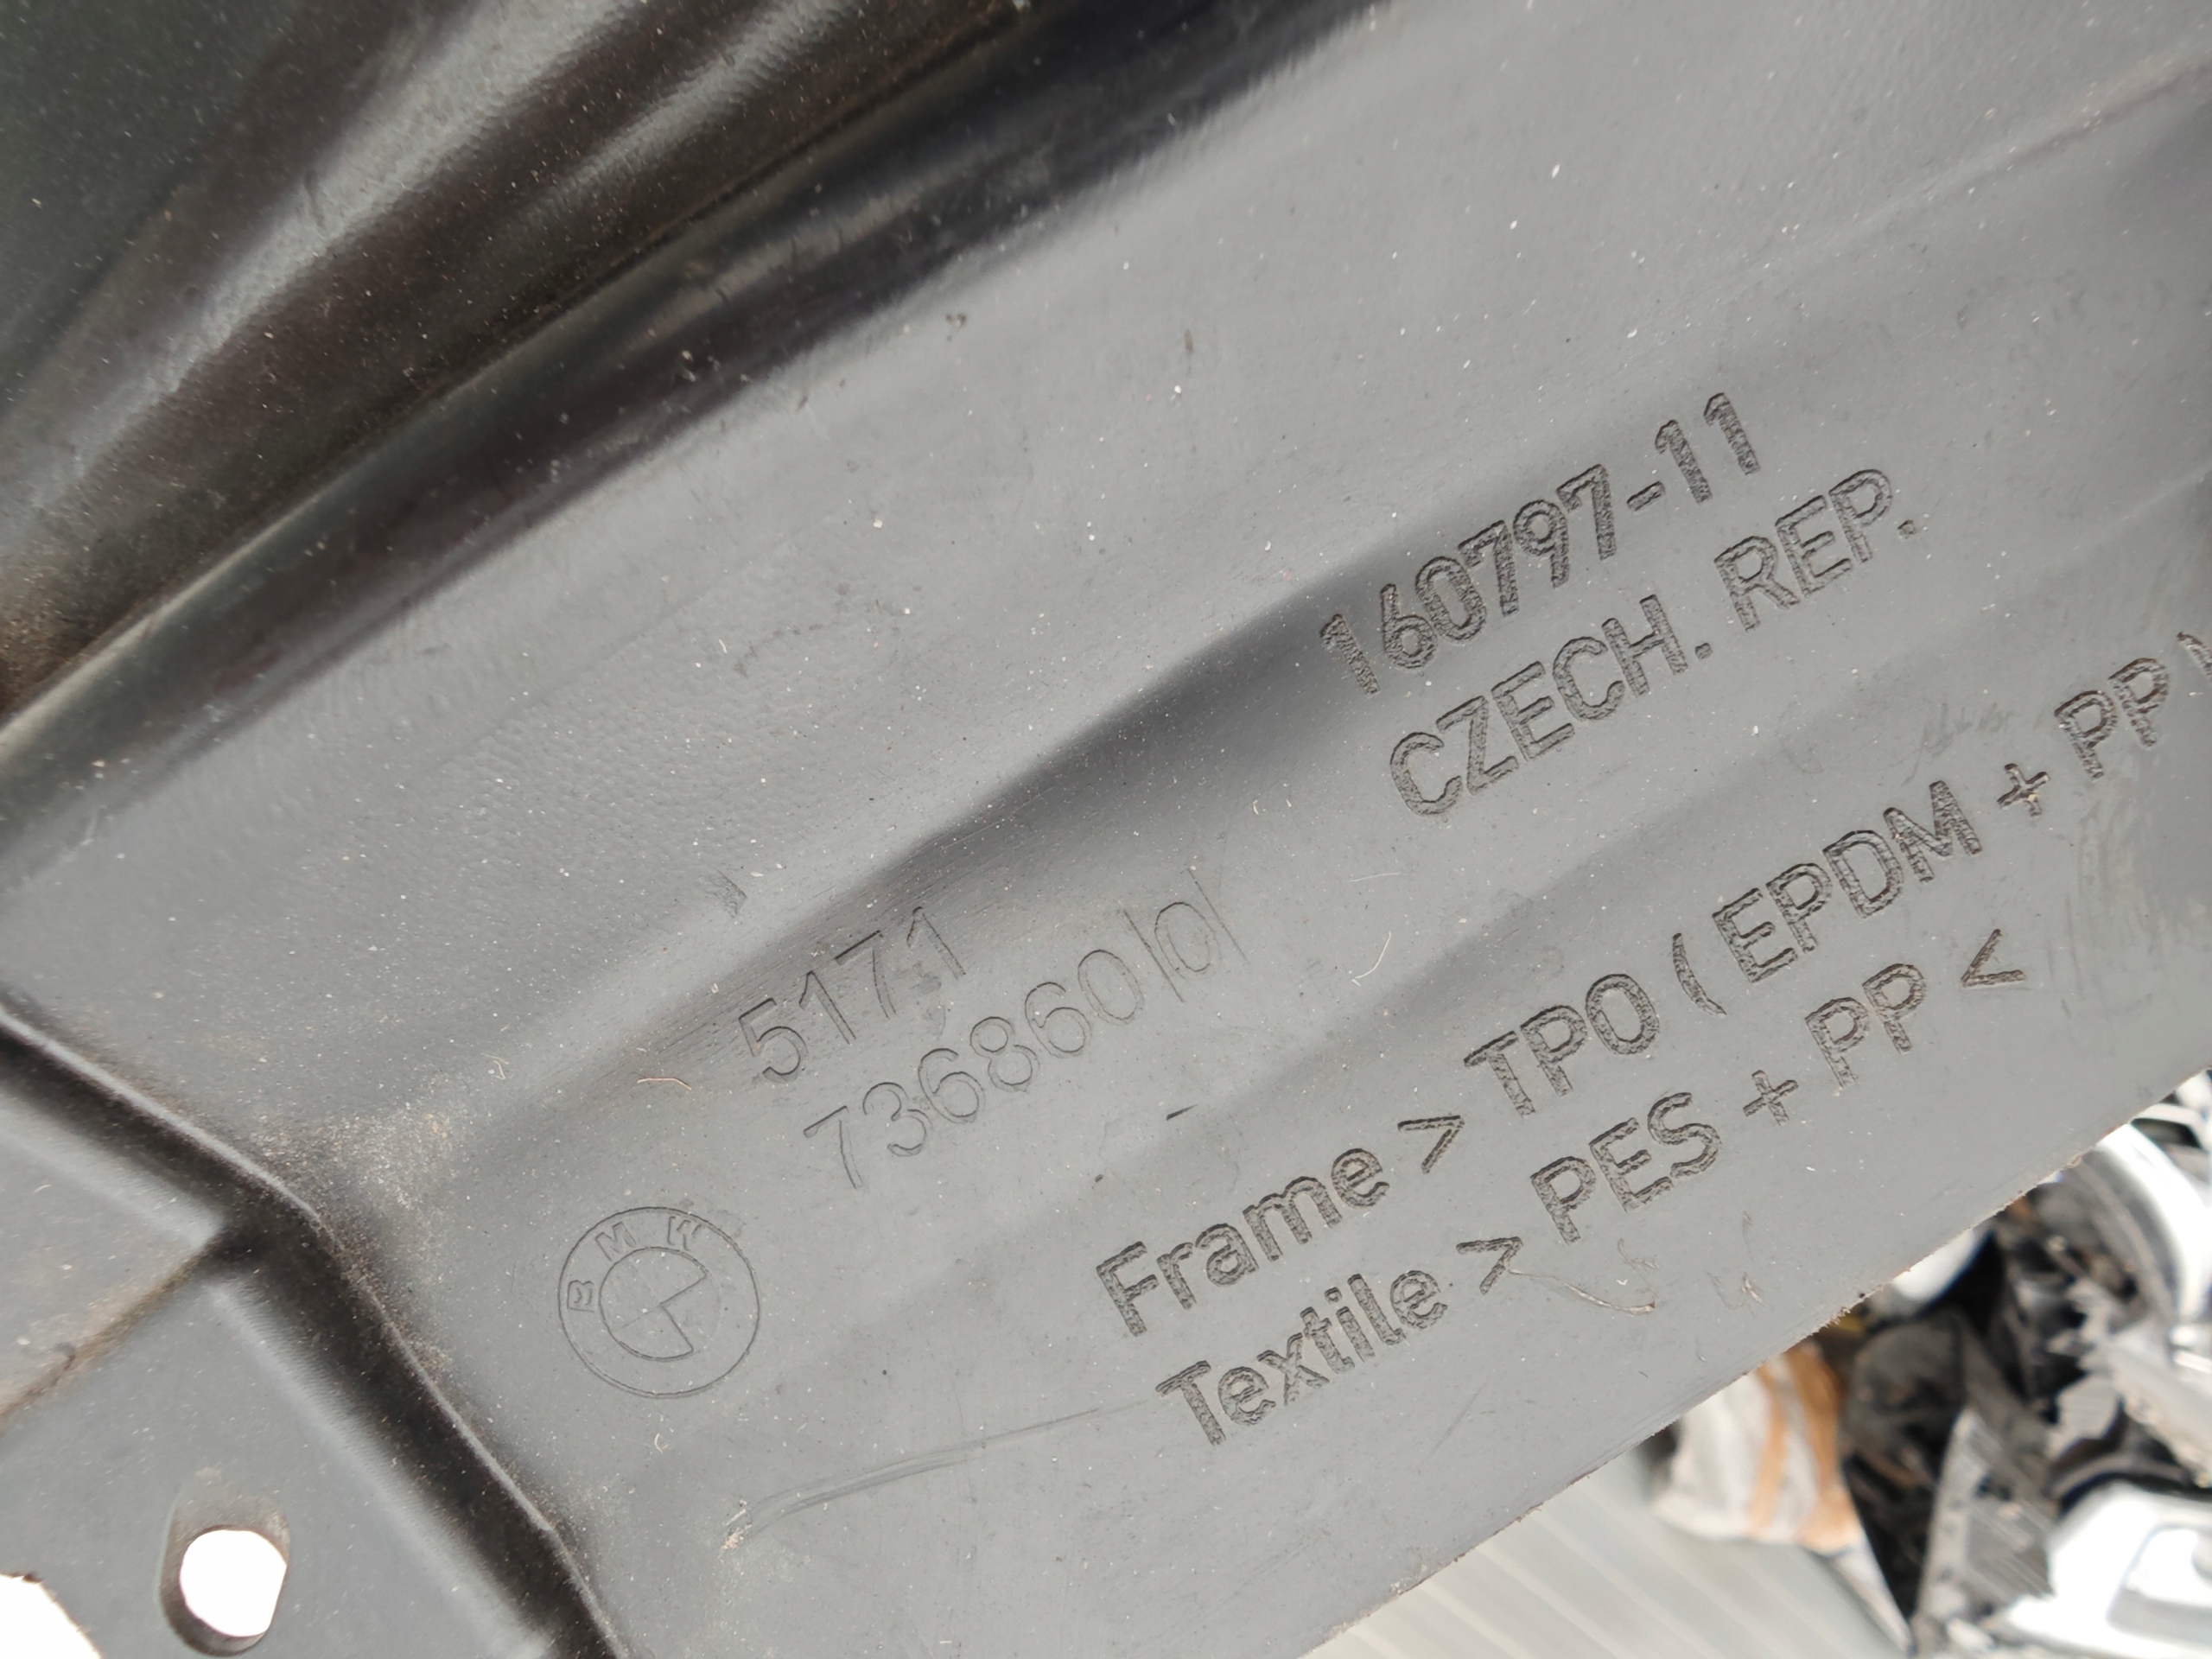 160797-11
CZECH. REP.
5171
7368600
BMW
Frame > TPO ( EPDM + PP )
Textile > PES + PP <